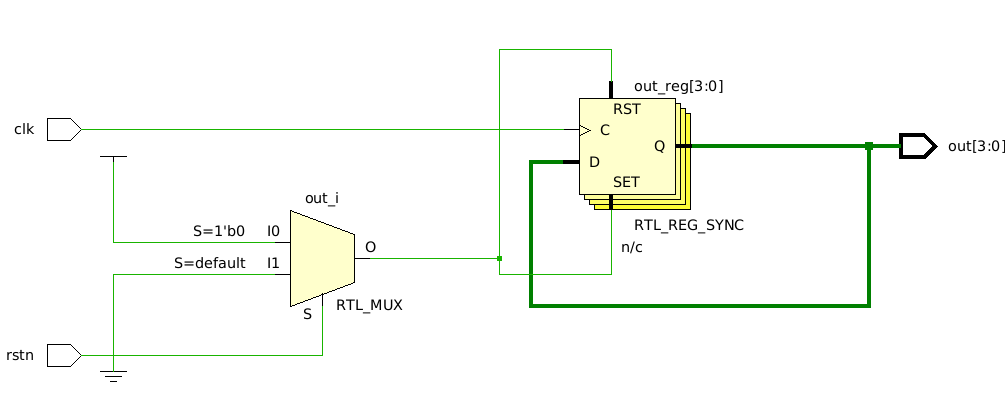 out_reg[3:0]
RST
clk
C
Q
out[3:0]
D
SET
out_i
RTL_REG_SYNC
S=1'b0
I0
O
n/c
S=default
I1
RTL_MUX
S
rstn